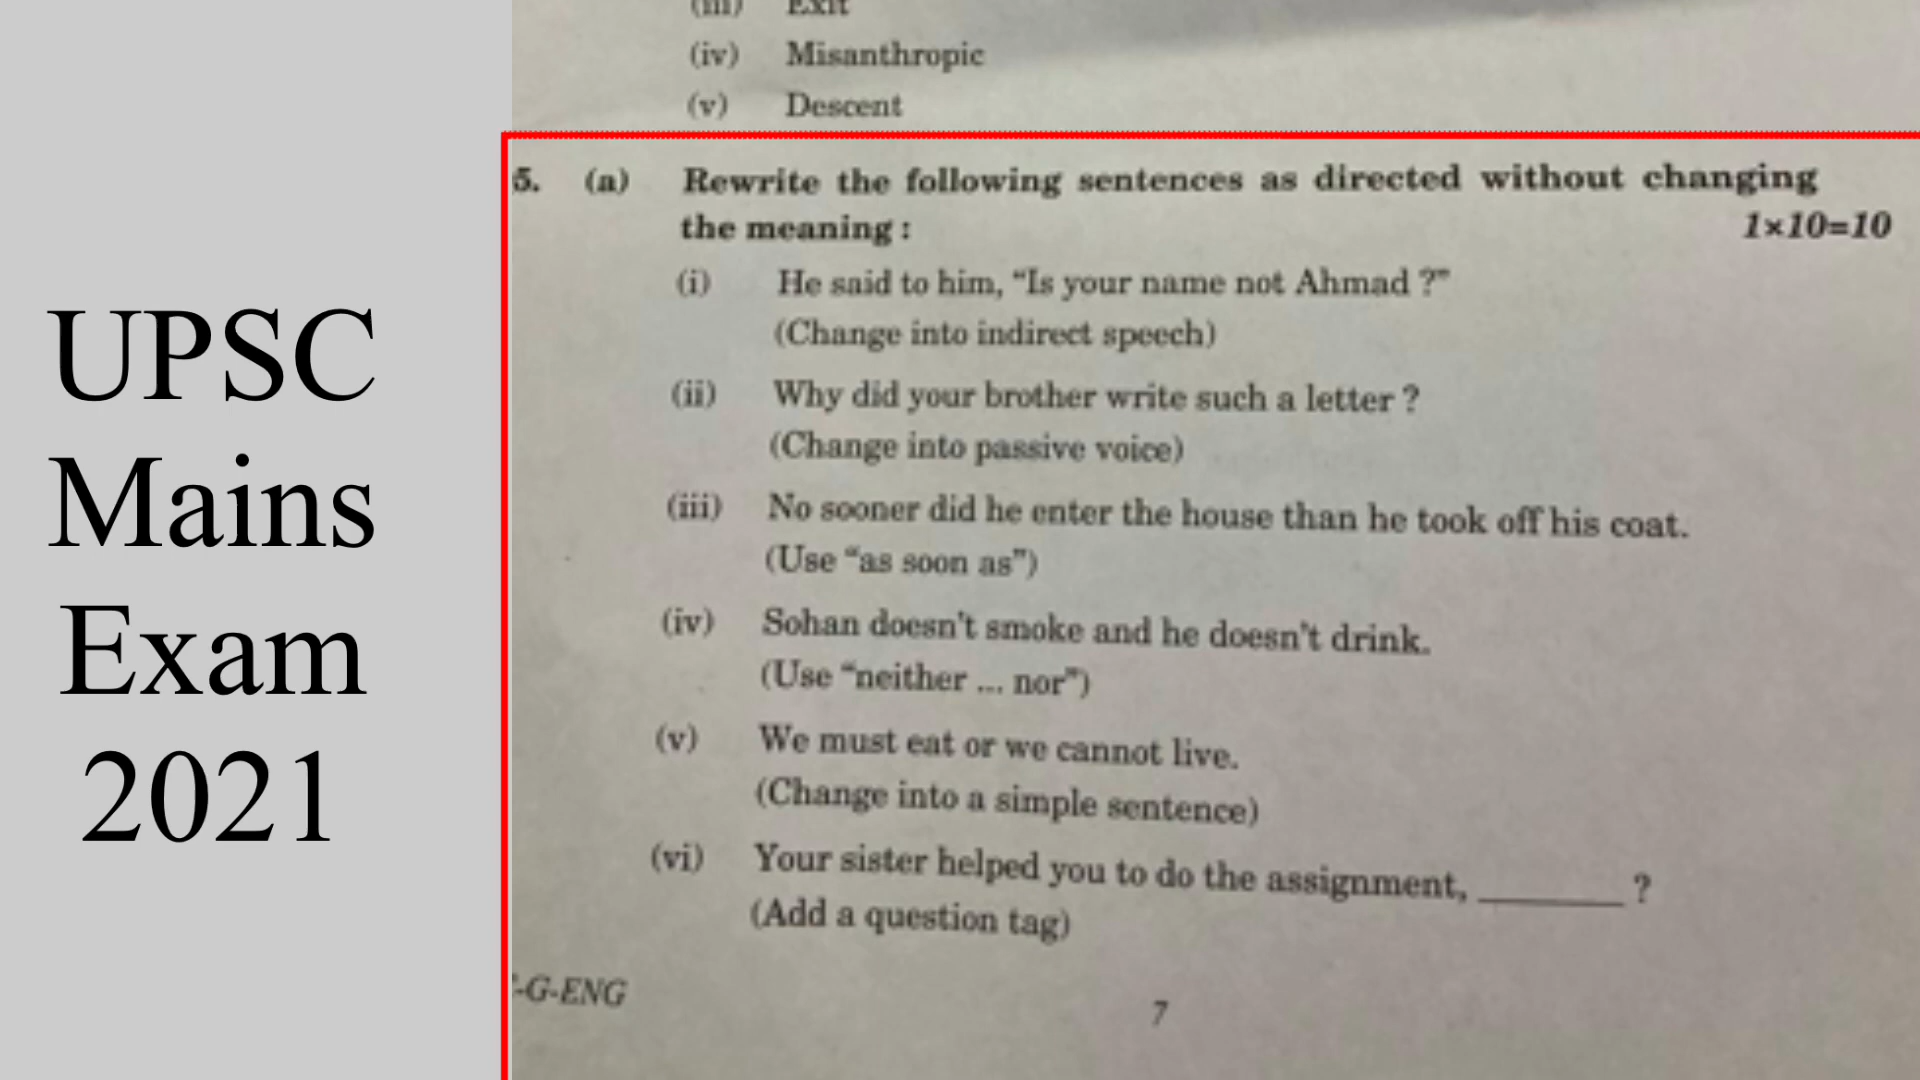 UPSC
Mains
Exam
2021
(iii) Exit
(iv) Misanthropic
(v) Descent
5. (a) Rewrite the following sentences as directed without changing
the meaning : 1×10=10
(i) He said to him, “Is your name not Ahmad ?”
(Change into indirect speech)
(ii) Why did your brother write such a letter ?
(Change into passive voice)
(iii) No sooner did he enter the house than he took off his coat.
(Use “as soon as”)
(iv) Sohan doesn't smoke and he doesn't drink.
(Use “neither ... nor”)
(v) We must eat or we cannot live.
(Change into a simple sentence)
(vi) Your sister helped you to do the assignment, ________ ?
(Add a question tag)
-G-ENG
7